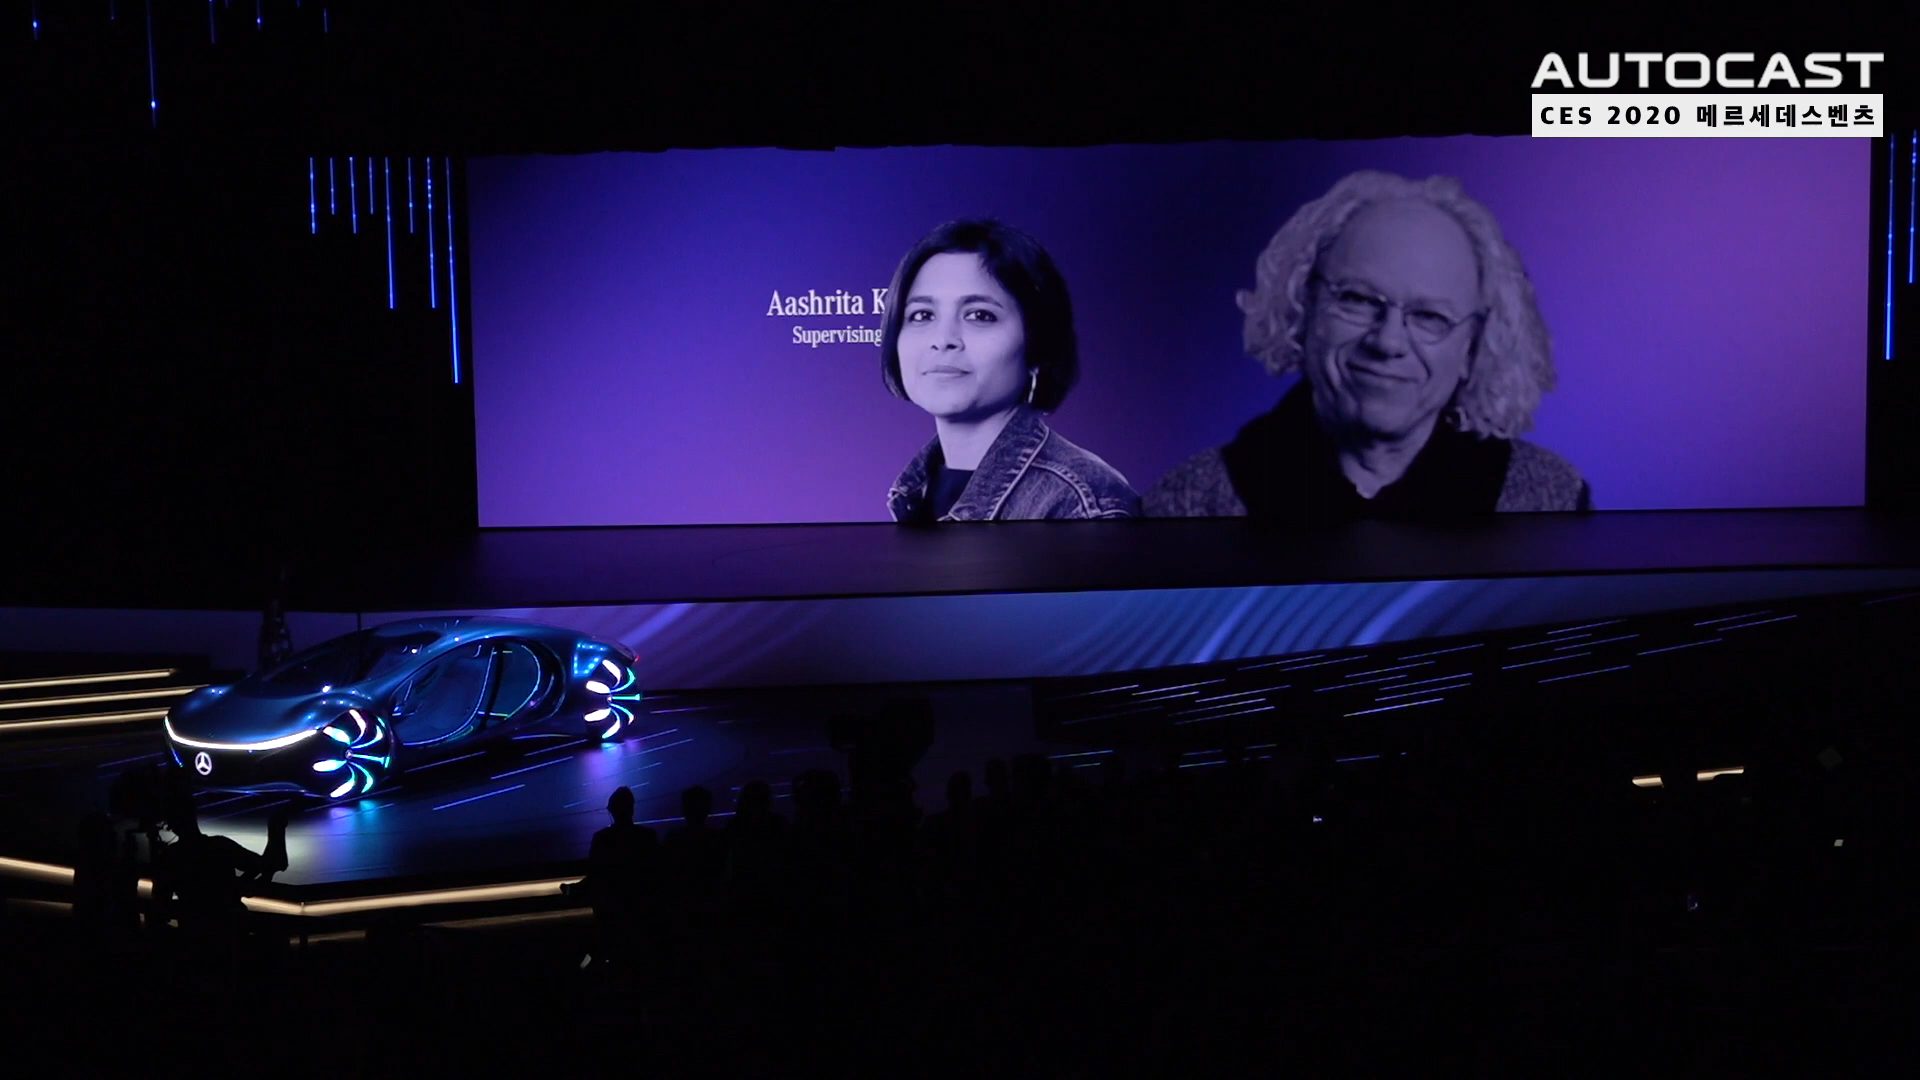 AUTOCAST
CES 2020 메르세데스벤츠
Aashrita K
Supervising